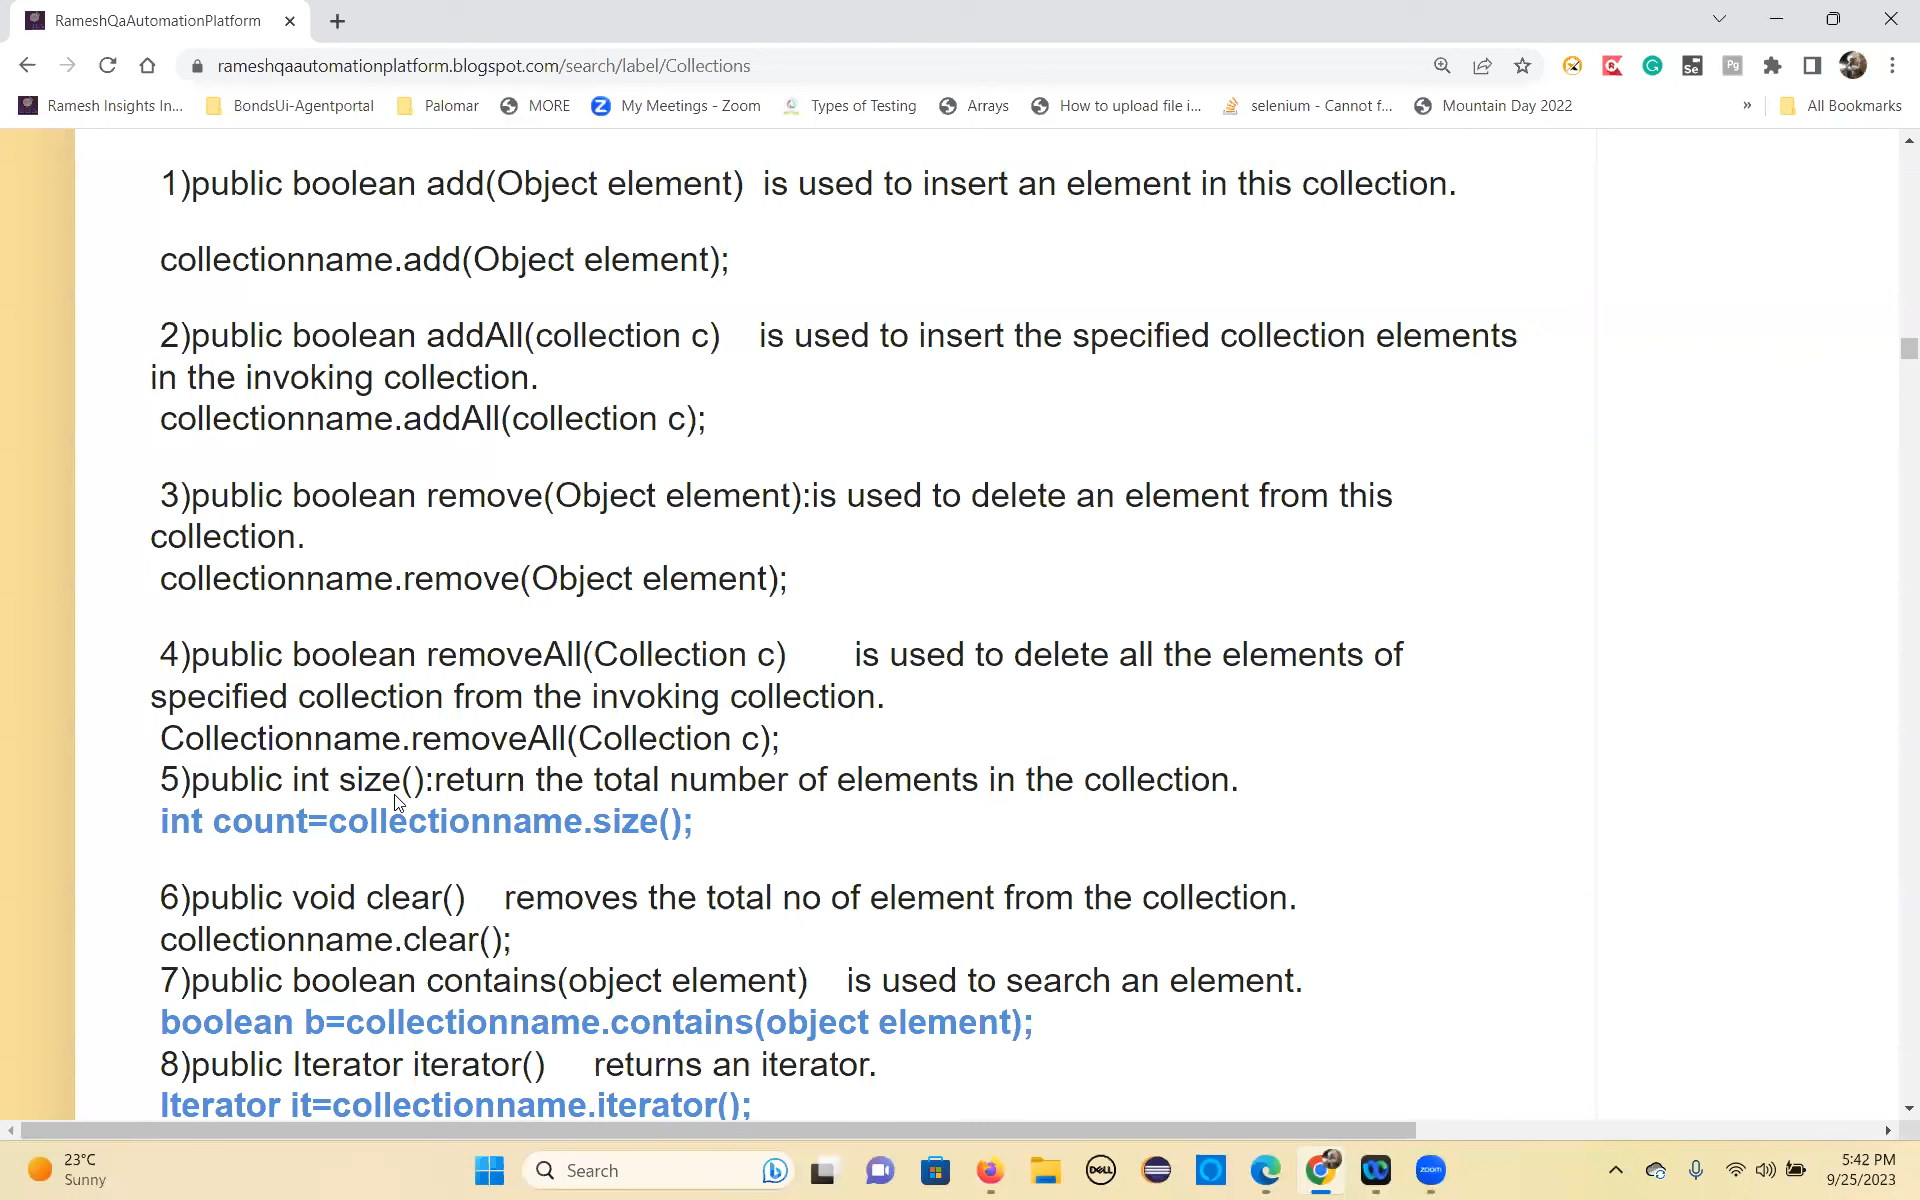 RameshQaAutomationPlatform
rameshqaautomationplatform.blogspot.com/search/label/Collections
Ramesh Insights In... BondsUi-Agentportal Palomar MORE My Meetings - Zoom Types of Testing Arrays How to upload file i... selenium - Cannot f... Mountain Day 2022 » All Bookmarks
1)public boolean add(Object element)  is used to insert an element in this collection.
collectionname.add(Object element);
2)public boolean addAll(collection c)    is used to insert the specified collection elements
in the invoking collection.
collectionname.addAll(collection c);
3)public boolean remove(Object element):is used to delete an element from this
collection.
collectionname.remove(Object element);
4)public boolean removeAll(Collection c)       is used to delete all the elements of
specified collection from the invoking collection.
Collectionname.removeAll(Collection c);
5)public int size():return the total number of elements in the collection.
int count=collectionname.size();
6)public void clear()    removes the total no of element from the collection.
collectionname.clear();
7)public boolean contains(object element)    is used to search an element.
boolean b=collectionname.contains(object element);
8)public Iterator iterator()     returns an iterator.
Iterator it=collectionname.iterator();
23°C
Sunny
Search
DELL
zoom
5:42 PM
9/25/2023